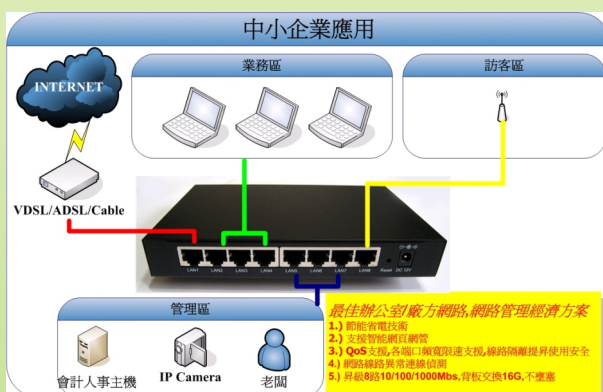 中小企業應用
業務區
訪客區
INTERNET
VDSL/ADSL/Cable
LAN1 LAN2 LAN3 LAN4 LAN5 LAN6 LAN7 LAN8 Reset DC 12V
管理區
會計人事主機
IP Camera
老闆
最佳辦公室/廠方網路,網路管理經濟方案
1.) 節能省電技術
2.) 支援智能網頁網管
3.) QoS支援,各端口頻寬限速支援,線路隔離提昇使用安全
4.) 網路線路異常連線偵測
5.) 昇級8路10/100/1000Mbs,背板交換16G,不壅塞